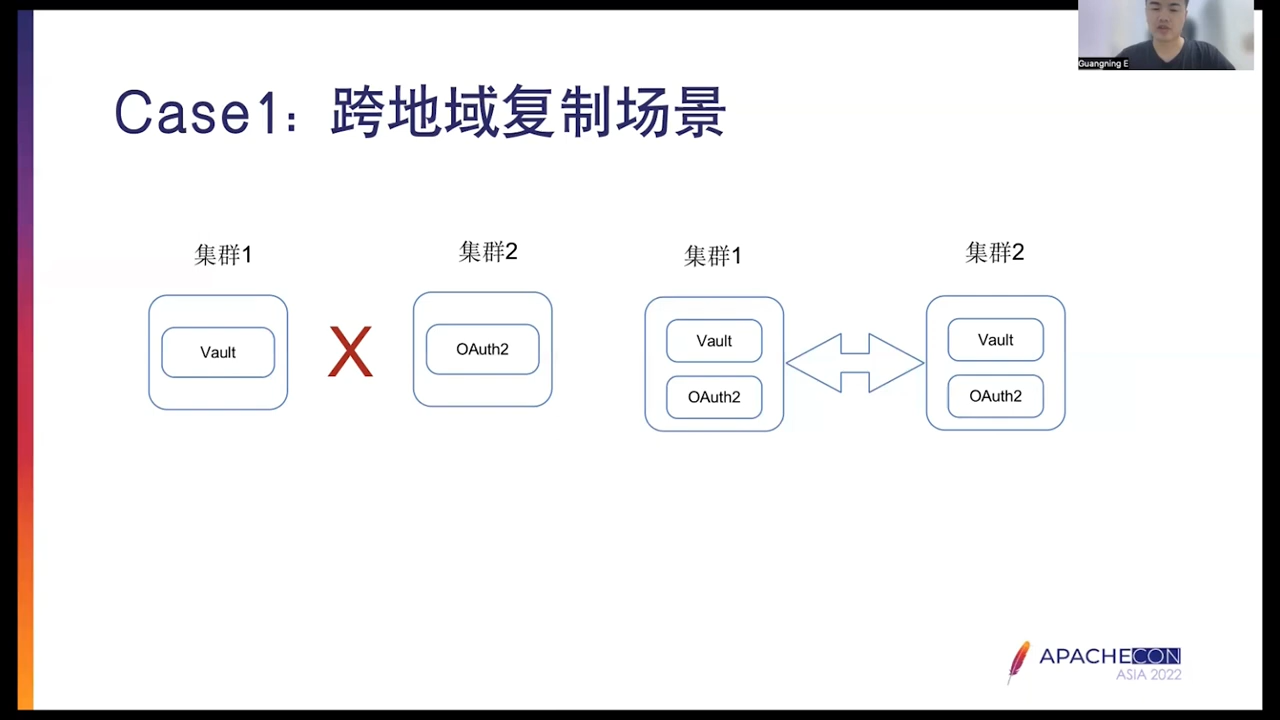 Guangning E
Case1：跨地域复制场景
集群1
集群2
集群1
集群2
Vault
X
OAuth2
Vault
OAuth2
Vault
OAuth2
APACHECON
ASIA 2022